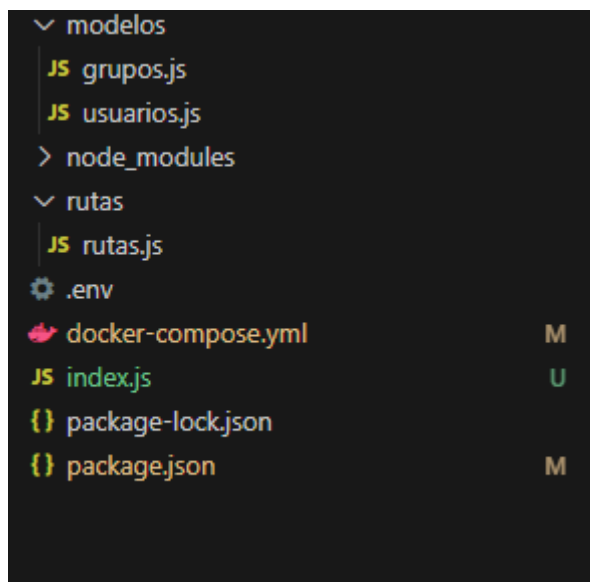 modelos
JS grupos.js
JS usuarios.js
node_modules
rutas
JS rutas.js
.env
docker-compose.yml M
JS index.js U
{} package-lock.json
{} package.json M